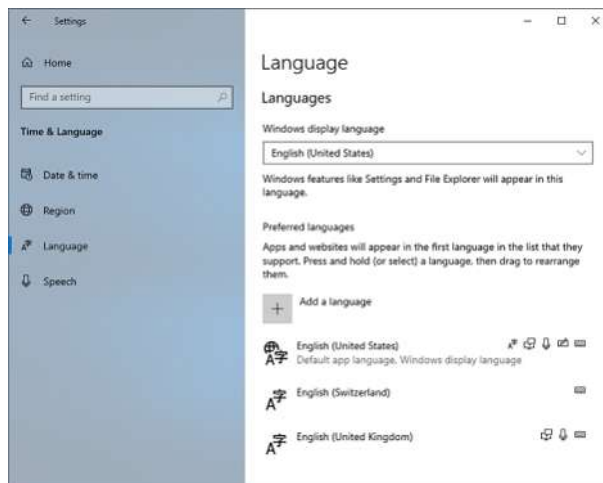 Settings
Home
Find a setting
Time & Language
Date & time
Region
Language
Speech
Language
Languages
Windows display language
English (United States)
Windows features like Settings and File Explorer will appear in this
language.
Preferred languages
Apps and websites will appear in the first language in the list that they
support. Press and hold (or select) a language, then drag to rearrange
them.
Add a language
English (United States)
Default app language, Windows display language
English (Switzerland)
English (United Kingdom)